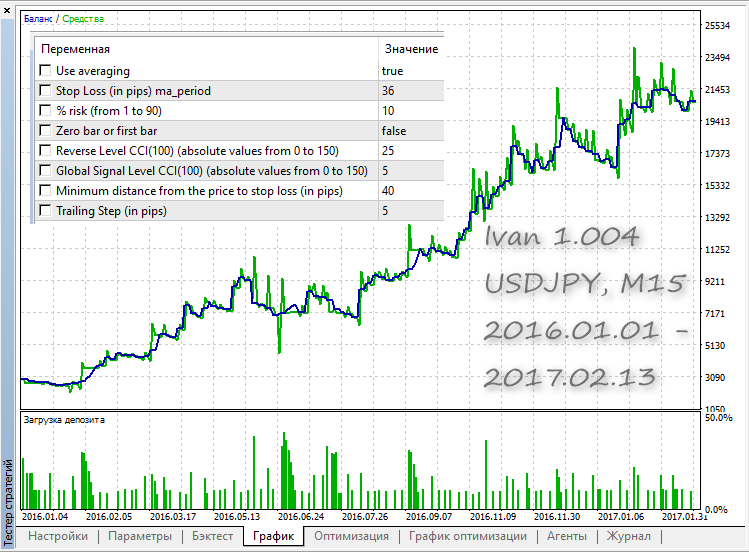 Баланс / Средства
Переменная Значение
Use averaging true
Stop Loss (in pips) ma_period 36
% risk (from 1 to 90) 10
Zero bar or first bar false
Reverse Level CCI(100) (absolute values from 0 to 150) 25
Global Signal Level CCI(100) (absolute values from 0 to 150) 5
Minimum distance from the price to stop loss (in pips) 40
Trailing Step (in pips) 5
25534
23494
21453
19413
17373
15332
13292
11252
9211
7171
5130
3090
1050
Ivan 1.004
USDJPY, M15
2016.01.01 -
2017.02.13
Загрузка депозита
50.0%
0.0%
2016.01.04 2016.02.05 2016.03.17 2016.05.13 2016.06.24 2016.07.26 2016.09.07 2016.11.09 2016.11.30 2017.01.06 2017.01.31
Тестер стратегий
Настройки Параметры Бэктест График Оптимизация График оптимизации Агенты Журнал